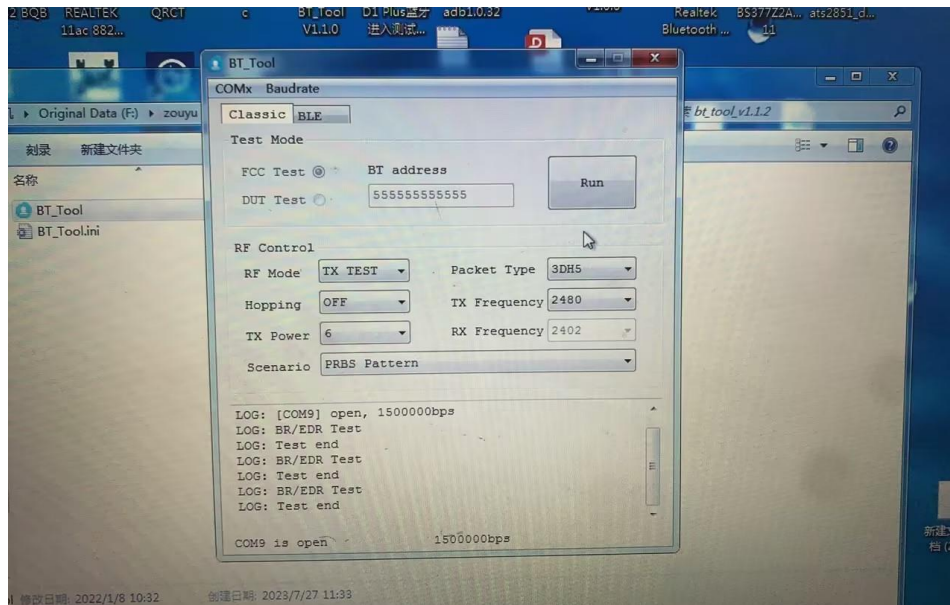 2 BQB REALTEK QRCT c BT_Tool D1 Plus蓝牙 adb1.0.32 Realtek BS377Z2A... ats2851_d...
11ac 882... V1.1.0 进入测试... Bluetooth ... 11
BT_Tool
COMx Baudrate
Original Data (F:) zouyu bt_tool_v1.1.2
Classic BLE
刻录 新建文件夹
Test Mode
名称
FCC Test BT address
Run
DUT Test 555555555555
BT_Tool
BT_Tool.ini
RF Control
RF Mode TX TEST Packet Type 3DH5
Hopping OFF TX Frequency 2480
TX Power 6 RX Frequency 2402
Scenario PRBS Pattern
LOG: [COM9] open, 1500000bps
LOG: BR/EDR Test
LOG: Test end
LOG: BR/EDR Test
LOG: Test end
LOG: BR/EDR Test
LOG: Test end
新建
档 (
COM9 is open 1500000bps
修改日期: 2022/1/8 10:32 创建日期: 2023/7/27 11:33